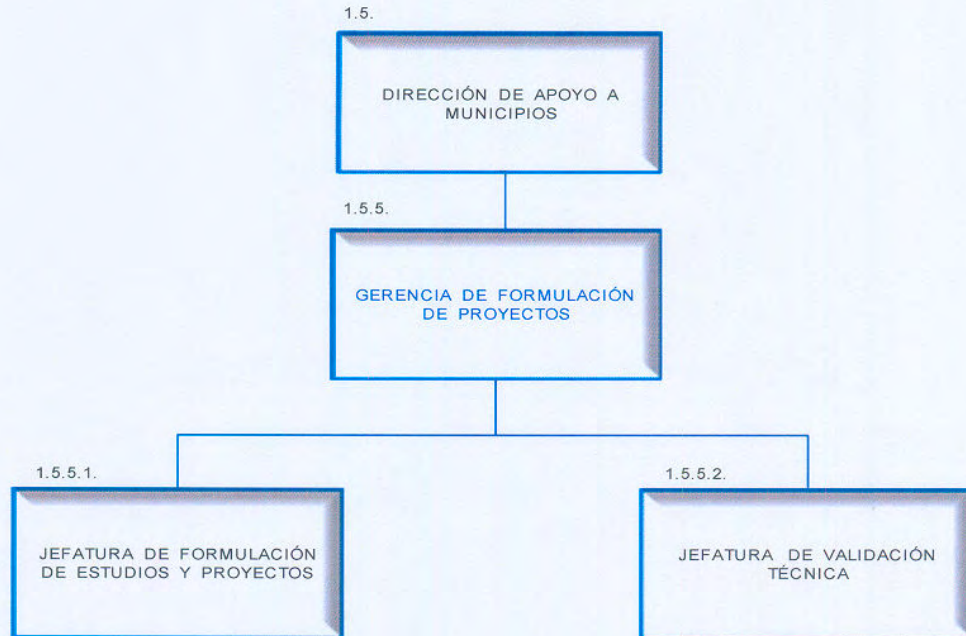 1.5.
DIRECCIÓN DE APOYO A
MUNICIPIOS
1.5.5.
GERENCIA DE FORMULACIÓN
DE PROYECTOS
1.5.5.1.
JEFATURA DE FORMULACIÓN
DE ESTUDIOS Y PROYECTOS
1.5.5.2.
JEFATURA DE VALIDACIÓN
TÉCNICA